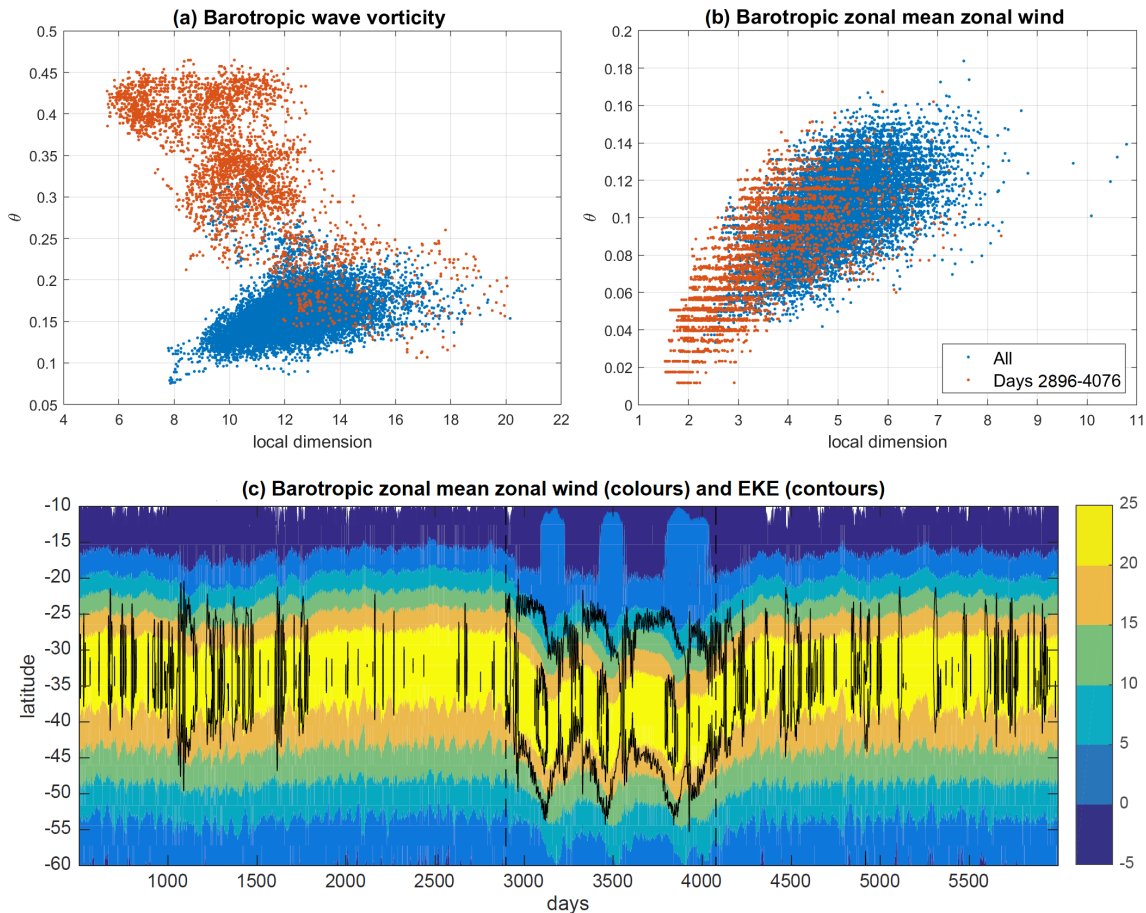 (a) Barotropic wave vorticity
0.5
0.45
0.4
0.35
0.3
0.25
0.2
0.15
0.1
0.05
θ
4 6 8 10 12 14 16 18 20 22
local dimension
(b) Barotropic zonal mean zonal wind
0.2
0.18
0.16
0.14
0.12
0.1
0.08
0.06
0.04
0.02
0
θ
All
Days 2896-4076
1 2 3 4 5 6 7 8 9 10 11
local dimension
(c) Barotropic zonal mean zonal wind (colours) and EKE (contours)
-10
-15
-20
-25
-30
-35
-40
-45
-50
-55
-60
latitude
1000 1500 2000 2500 3000 3500 4000 4500 5000 5500
days
25
20
15
10
5
0
-5